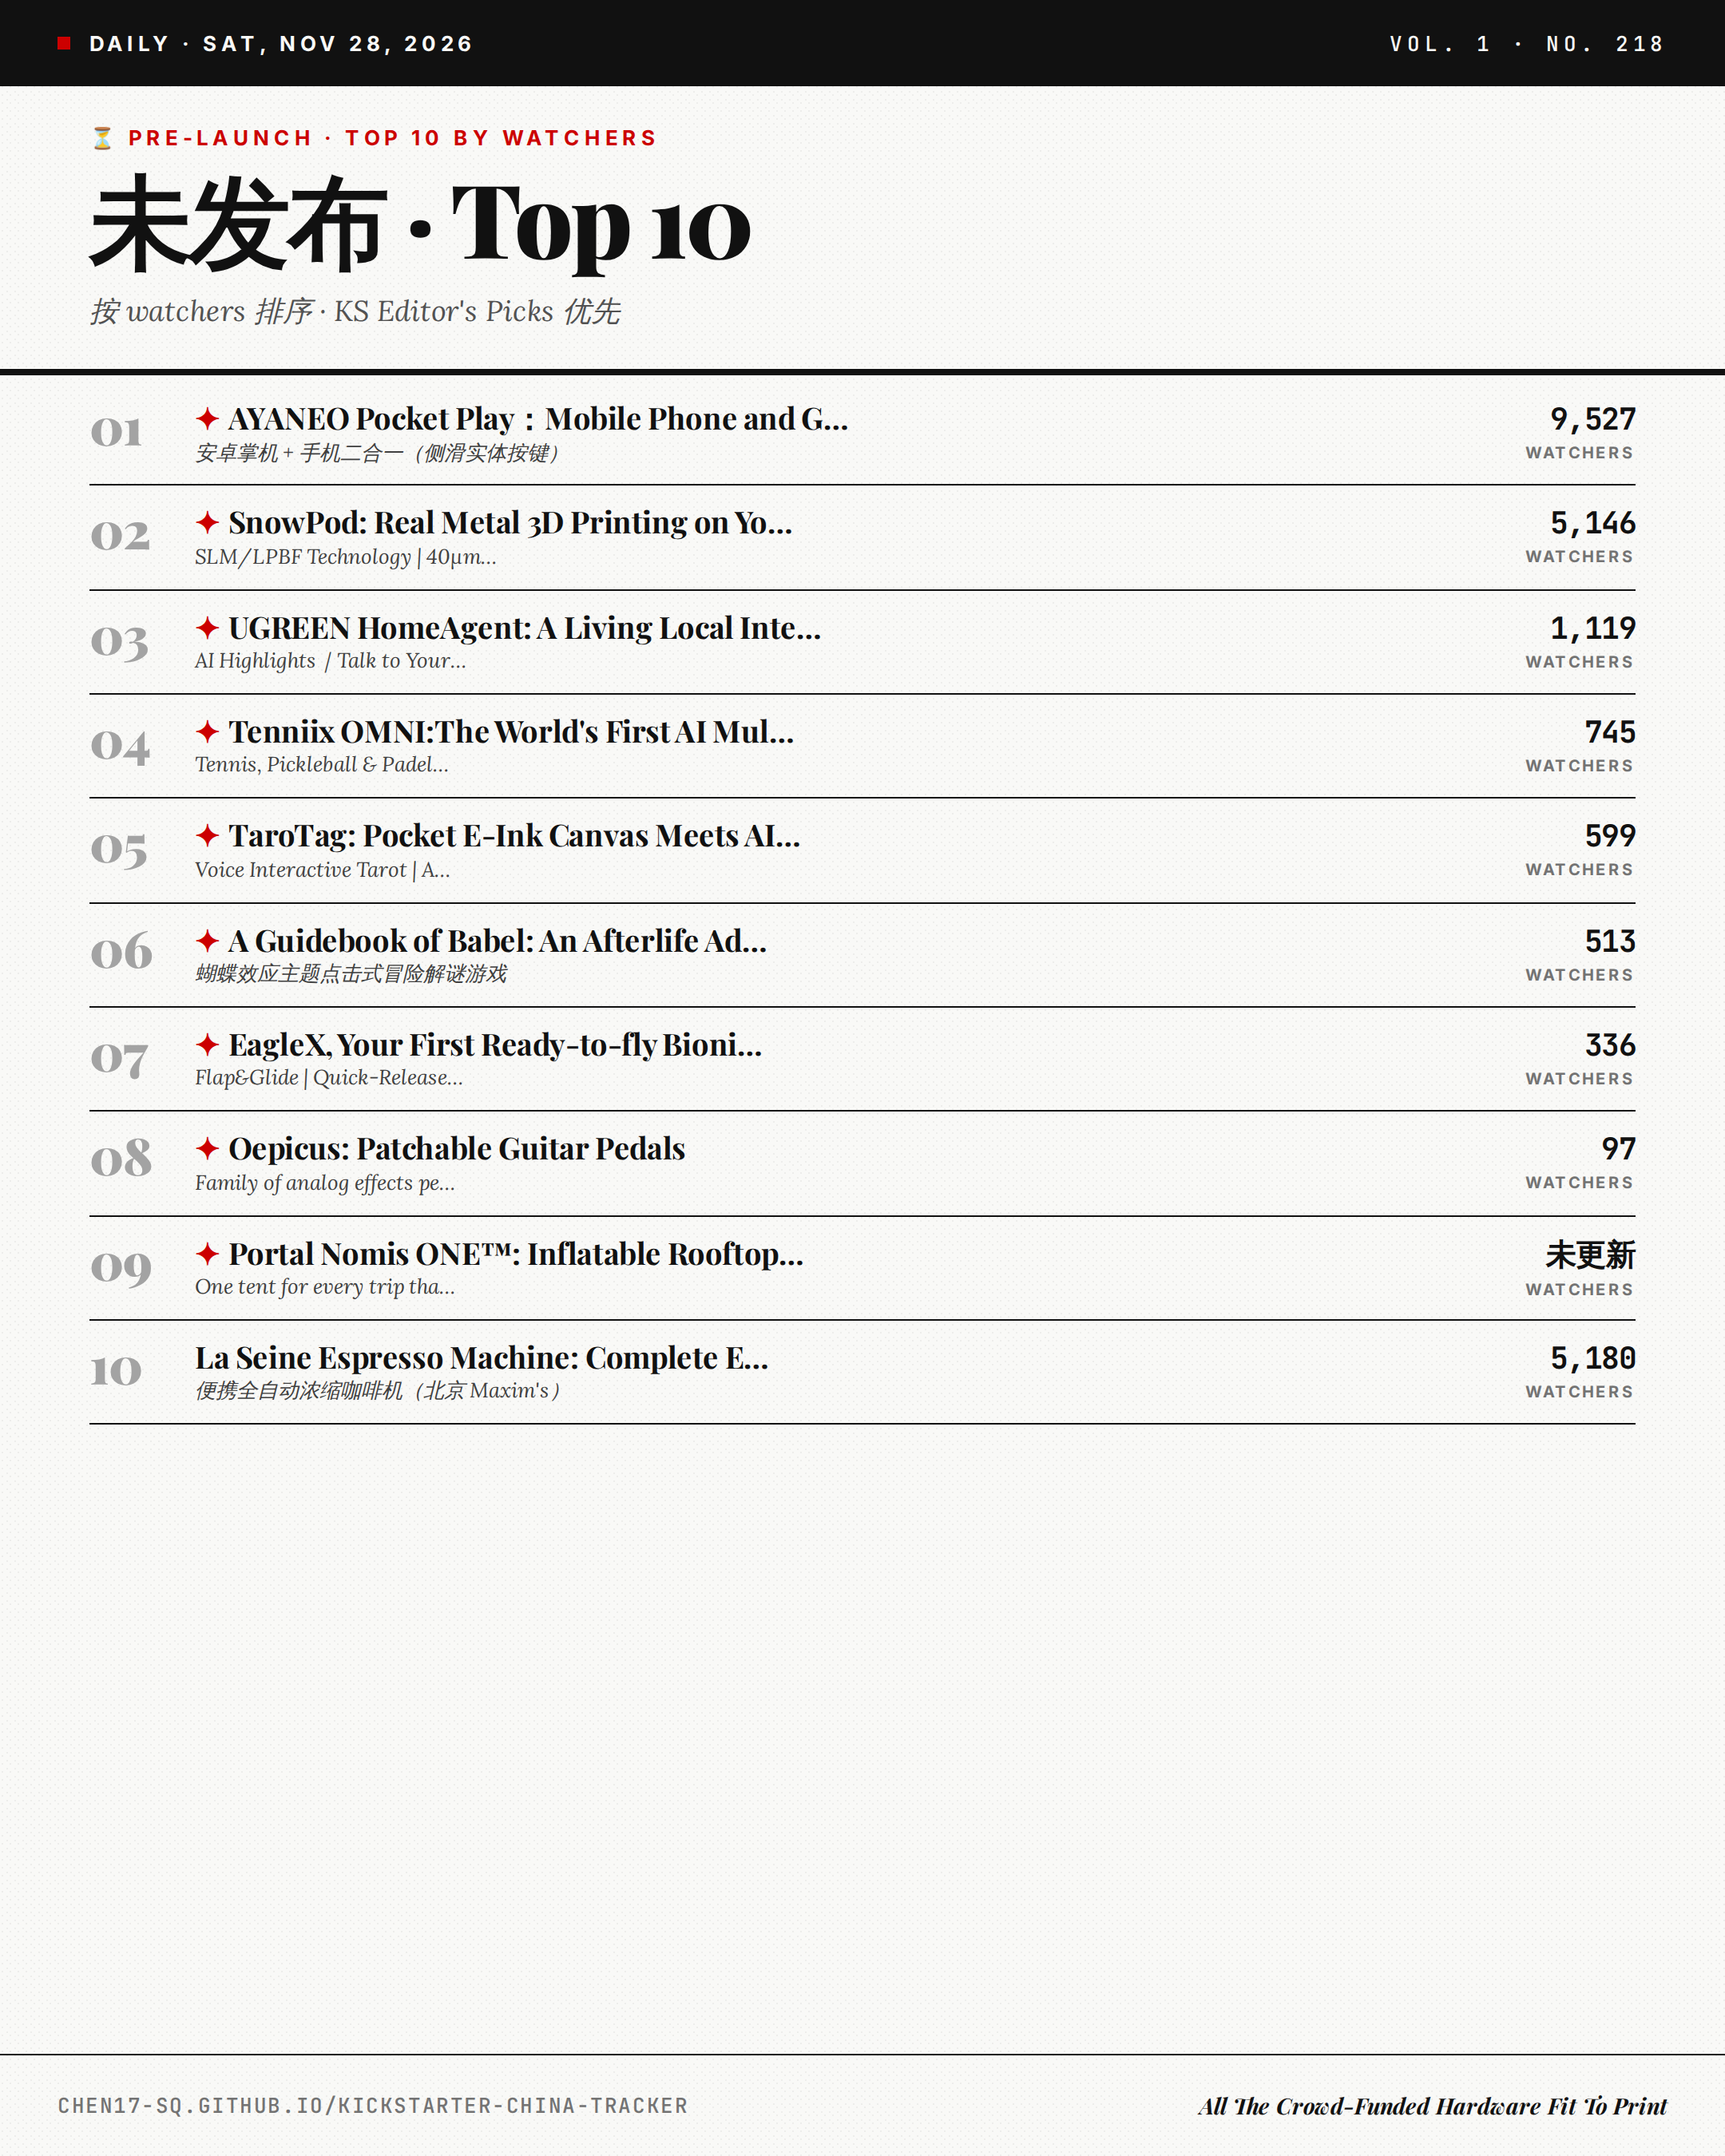 DAILY · SAT, NOV 28, 2026
VOL. 1 · NO. 218
⏳ PRE-LAUNCH · TOP 10 BY WATCHERS
未发布 · Top 10
按 watchers 排序 · KS Editor's Picks 优先
01
✦ AYANEO Pocket Play：Mobile Phone and G...
9,527
安卓掌机 + 手机二合一（侧滑实体按键）
WATCHERS
02
✦ SnowPod: Real Metal 3D Printing on Yo...
5,146
SLM/LPBF Technology | 40μm...
WATCHERS
03
✦ UGREEN HomeAgent: A Living Local Inte...
1,119
AI Highlights / Talk to Your...
WATCHERS
04
✦ Tenniix OMNI:The World's First AI Mul...
745
Tennis, Pickleball & Padel...
WATCHERS
05
✦ TaroTag: Pocket E-Ink Canvas Meets AI...
599
Voice Interactive Tarot | A...
WATCHERS
06
✦ A Guidebook of Babel: An Afterlife Ad...
513
蝴蝶效应主题点击式冒险解谜游戏
WATCHERS
07
✦ EagleX, Your First Ready-to-fly Bioni...
336
Flap&Glide | Quick-Release...
WATCHERS
08
✦ Oepicus: Patchable Guitar Pedals
97
Family of analog effects pe...
WATCHERS
09
✦ Portal Nomis ONE™: Inflatable Rooftop...
未更新
One tent for every trip tha...
WATCHERS
10
La Seine Espresso Machine: Complete E...
5,180
便携全自动浓缩咖啡机（北京 Maxim's）
WATCHERS
CHEN17-SQ.GITHUB.IO/KICKSTARTER-CHINA-TRACKER
All The Crowd-Funded Hardware Fit To Print